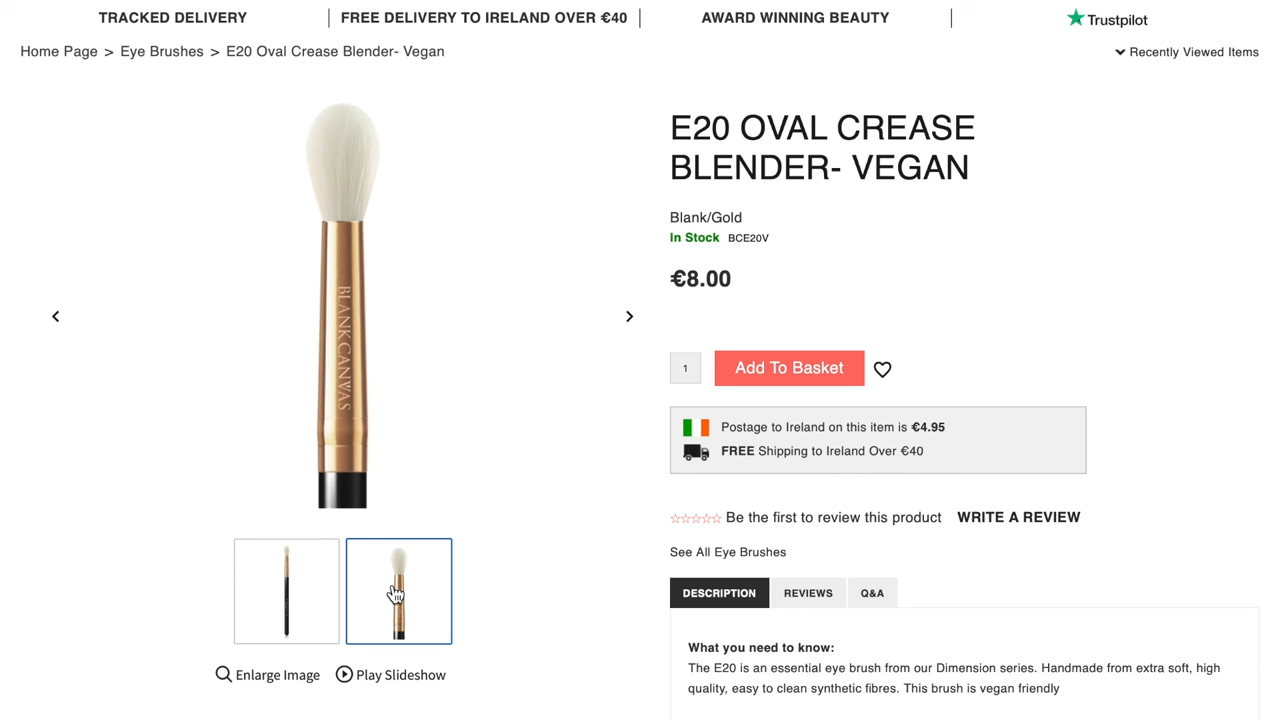 TRACKED DELIVERY
FREE DELIVERY TO IRELAND OVER €40
AWARD WINNING BEAUTY
Trustpilot
Home Page > Eye Brushes > E20 Oval Crease Blender- Vegan
Recently Viewed Items
E20 OVAL CREASE
BLENDER- VEGAN
Blank/Gold
In Stock BCE20V
€8.00
BLANK CANVAS
1
Add To Basket
Postage to Ireland on this item is €4.95
FREE Shipping to Ireland Over €40
Be the first to review this product WRITE A REVIEW
See All Eye Brushes
DESCRIPTION REVIEWS Q&A
What you need to know:
The E20 is an essential eye brush from our Dimension series. Handmade from extra soft, high
quality, easy to clean synthetic fibres. This brush is vegan friendly
Enlarge Image Play Slideshow